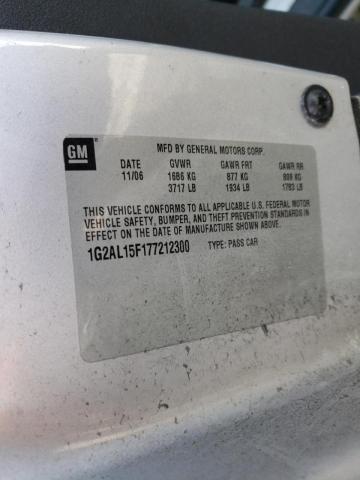 GM
MFD BY GENERAL MOTORS CORP.
DATE GVWR GAWR FRT GAWR RR
11/06 1686 KG 877 KG 809 KG
3717 LB 1934 LB 1783 LB
THIS VEHICLE CONFORMS TO ALL APPLICABLE U.S. FEDERAL MOTOR
VEHICLE SAFETY, BUMPER, AND THEFT PREVENTION STANDARDS
IN EFFECT ON THE DATE OF MANUFACTURE SHOWN ABOVE.
1G2AL15F177212300 TYPE: PASS CAR